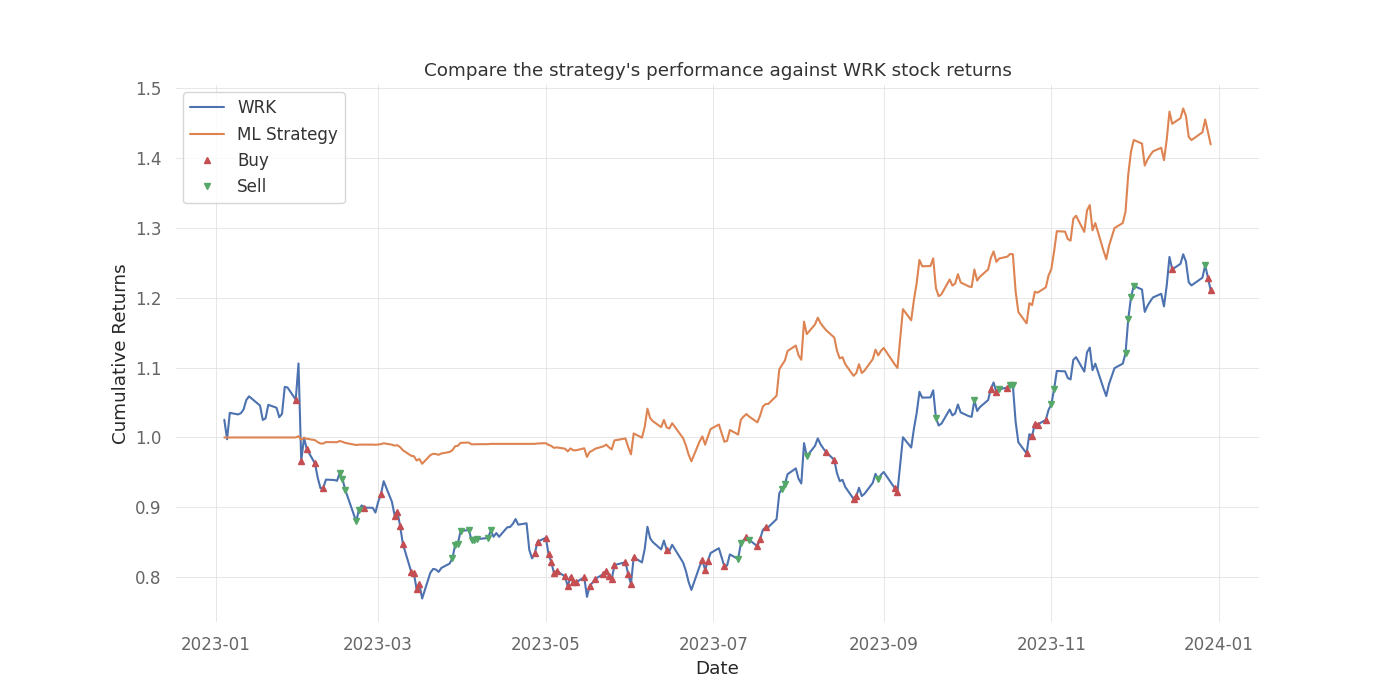 Compare the strategy's performance against WRK stock returns
1.5
1.4
1.3
1.2
1.1
1.0
0.9
0.8
Cumulative Returns
WRK
ML Strategy
Buy
Sell
2023-01
2023-03
2023-05
2023-07
2023-09
2023-11
2024-01
Date